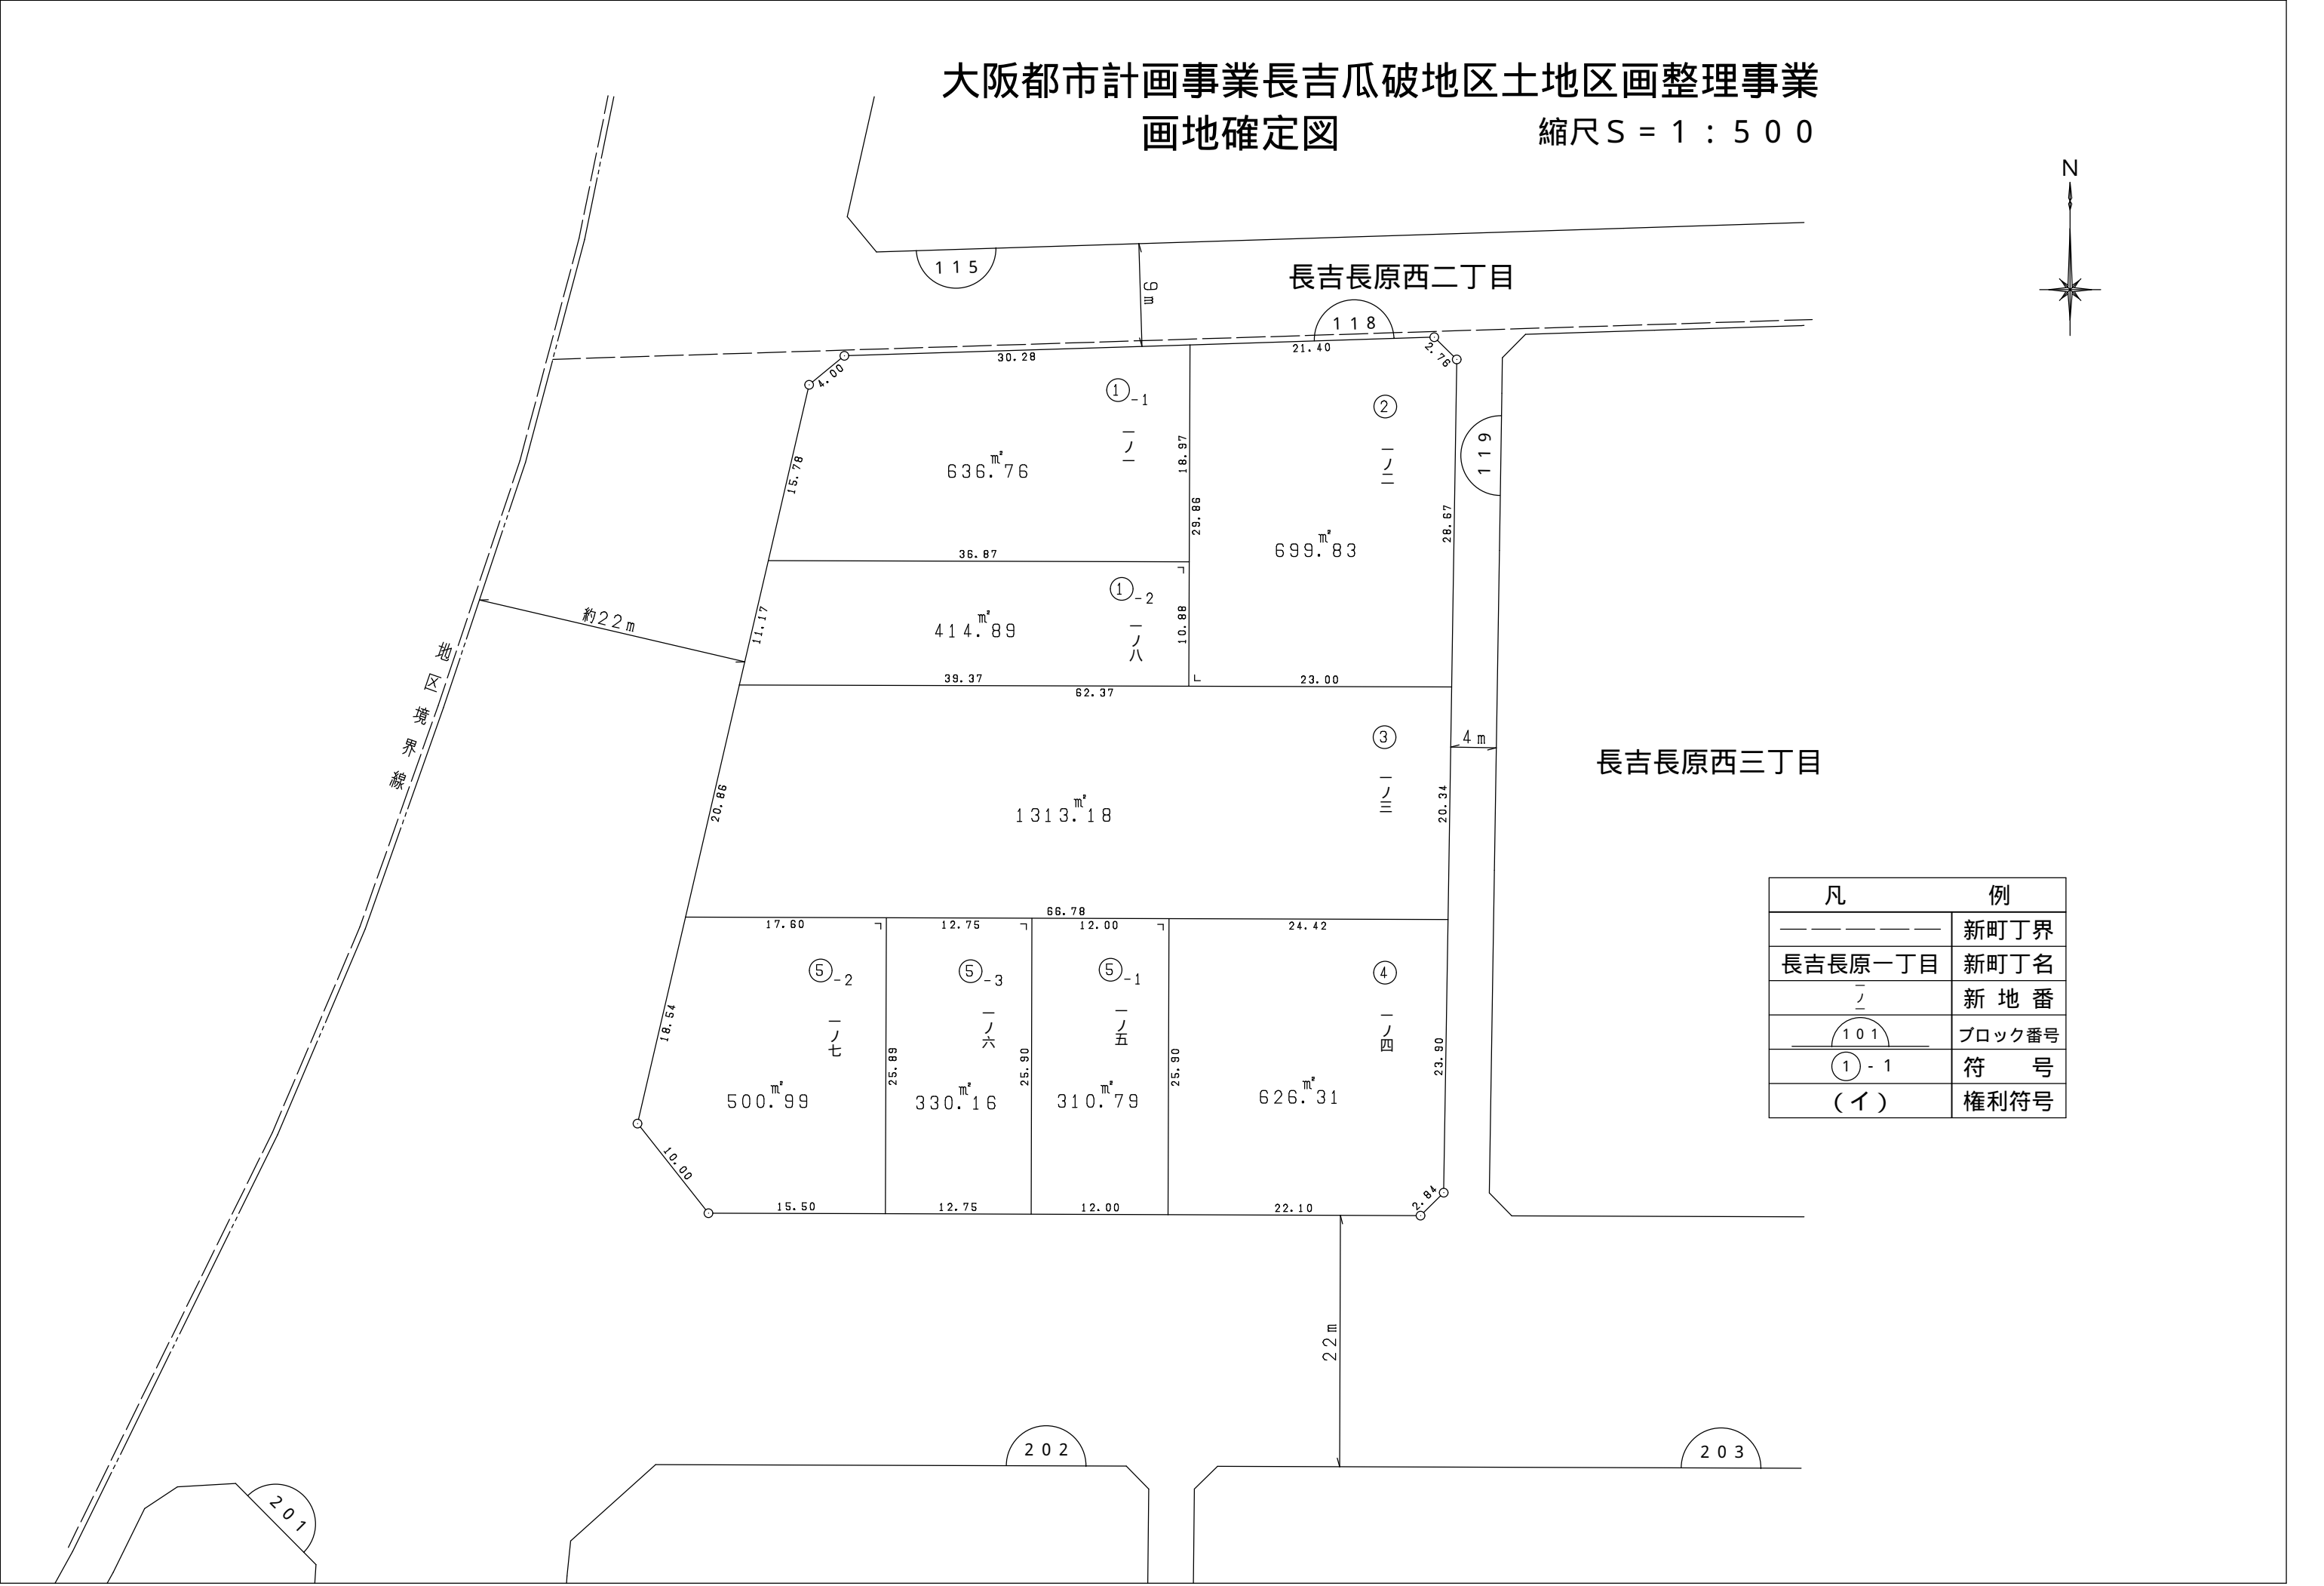 大阪都市計画事業長吉瓜破地区土地区画整理事業
画地確定図
縮尺S=1:500
N
115
9m
長吉長原西二丁目
118
30.28
21.40
2.76
4.00
①-1
一ノ一
②
一ノ二
119
15.78
636.76㎡
18.97
29.86
699.83㎡
28.67
36.87
①-2
一ノ八
約22m
11.17
414.89㎡
10.88
39.37
62.37
23.00
地区境界線
③
一ノ三
4m
長吉長原西三丁目
20.86
1313.18㎡
20.34
66.78
17.60
12.75
12.00
24.42
⑤-2
一ノ七
⑤-3
一ノ六
⑤-1
一ノ五
④
一ノ四
18.54
25.89
25.90
25.90
23.90
500.99㎡
330.16㎡
310.79㎡
626.31㎡
10.00
15.50
12.75
12.00
22.10
2.84
22m
201
202
203
凡 例
新町丁界
長吉長原一丁目 新町丁名
一ノ一 新地番
101 ブロック番号
①-1 符号
(イ) 権利符号